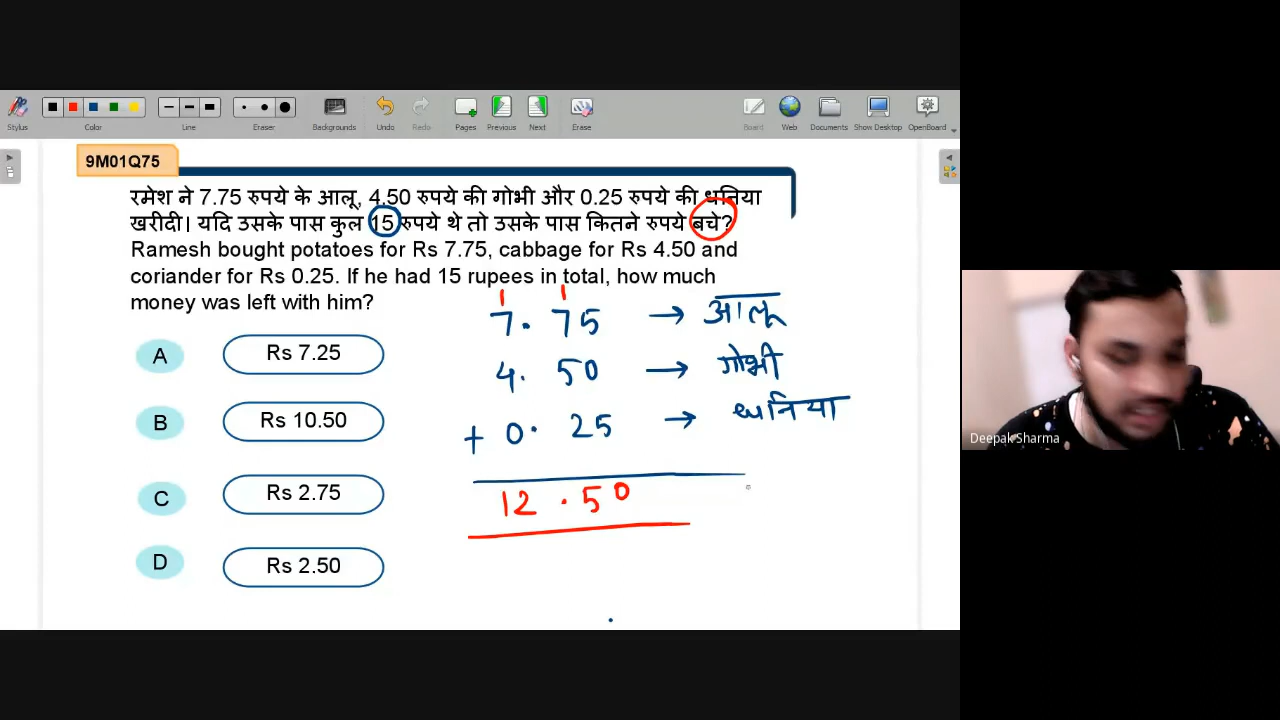 Stylus
Color
Line
Eraser
Backgrounds
Undo
Redo
Pages
Previous
Next
Erase
Board
Web
Documents
Show Desktop
OpenBoard
9M01Q75
रमेश ने 7.75 रुपये के आलू, 4.50 रुपये की गोभी और 0.25 रुपये की धनिया
खरीदी। यदि उसके पास कुल 15 रुपये थे तो उसके पास कितने रुपये बचे?
Ramesh bought potatoes for Rs 7.75, cabbage for Rs 4.50 and
coriander for Rs 0.25. If he had 15 rupees in total, how much
money was left with him?
1 1
7.75 → आलू
4.50 → गोभी
+ 0.25 → धनिया
12.50
A Rs 7.25
B Rs 10.50
C Rs 2.75
D Rs 2.50
Deepak Sharma